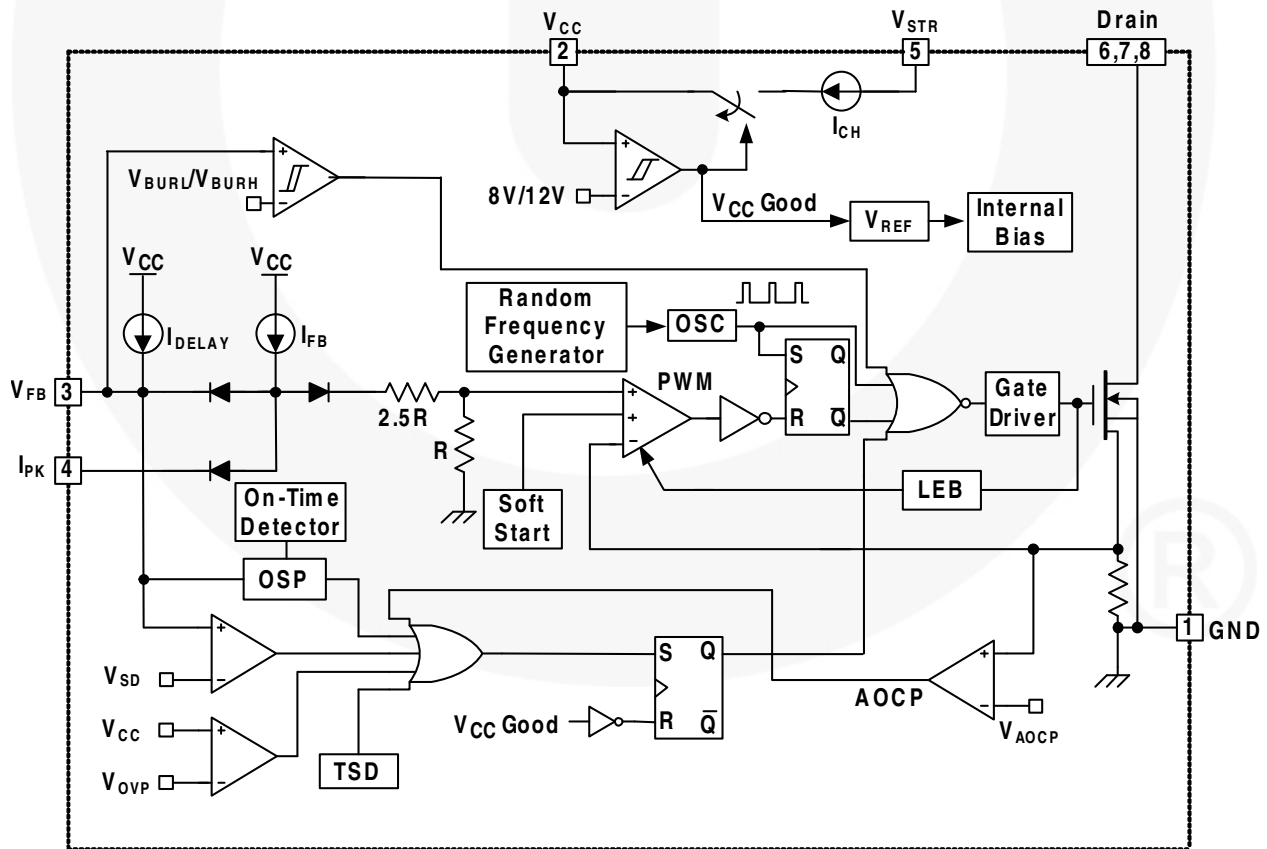 VCC
VSTR
Drain
2
5
6,7,8
ICH
+
-
VBURL/VBURH
+
-
8V/12V
VCC Good
VREF
Internal
Bias
VCC
VCC
IDELAY
IFB
Random
Frequency
Generator
OSC
S Q
R Q
PWM
+
+
-
Gate
Driver
VFB 3
2.5R
R
IPK 4
LEB
Soft
Start
On-Time
Detector
OSP
1 GND
®
+
-
VSD
S Q
R Q
AOCP
+
-
VAOCP
VCC Good
VCC
+
VOVP
-
TSD